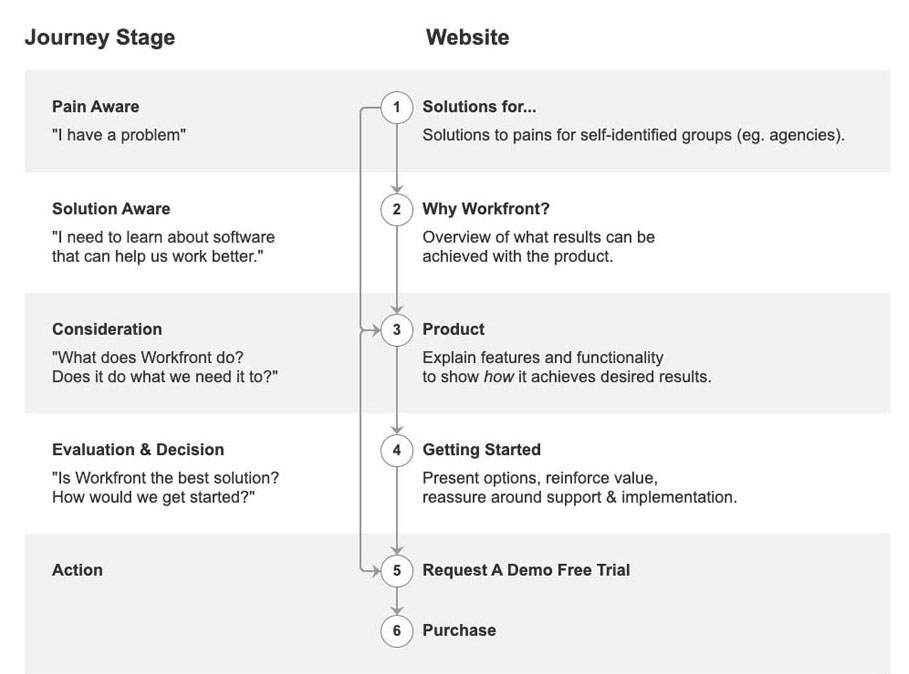 Journey Stage
Website
Pain Aware
"I have a problem"
1
Solutions for...
Solutions to pains for self-identified groups (eg. agencies).
Solution Aware
"I need to learn about software
that can help us work better."
2
Why Workfront?
Overview of what results can be
achieved with the product.
Consideration
"What does Workfront do?
Does it do what we need it to?"
3
Product
Explain features and functionality
to show how it achieves desired results.
Evaluation & Decision
"Is Workfront the best solution?
How would we get started?"
4
Getting Started
Present options, reinforce value,
reassure around support & implementation.
Action
5
Request A Demo Free Trial
6
Purchase